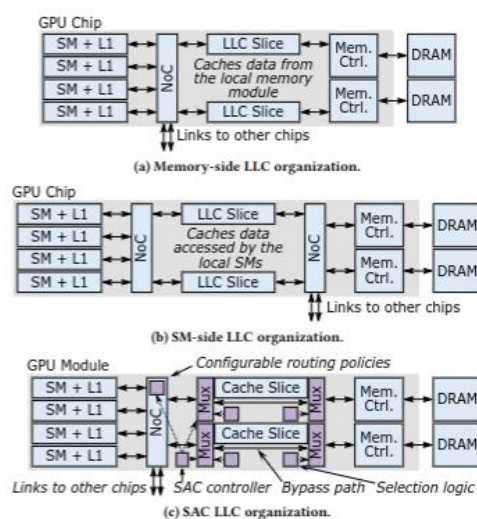 GPU Chip
SM + L1
SM + L1
SM + L1
SM + L1
NoC
LLC Slice
Caches data from
the local memory
module
LLC Slice
Mem.
Ctrl.
Mem.
Ctrl.
DRAM
DRAM
Links to other chips
(a) Memory-side LLC organization.
GPU Chip
SM + L1
SM + L1
SM + L1
SM + L1
NoC
LLC Slice
Caches data
accessed by the
local SMs
LLC Slice
NoC
Mem.
Ctrl.
Mem.
Ctrl.
DRAM
DRAM
Links to other chips
(b) SM-side LLC organization.
GPU Module
Configurable routing policies
SM + L1
SM + L1
SM + L1
SM + L1
NoC
Mux
Cache Slice
Mux
Mux
Cache Slice
Mux
Mem.
Ctrl.
Mem.
Ctrl.
DRAM
DRAM
Links to other chips
SAC controller
Bypass path
Selection logic
(c) SAC LLC organization.